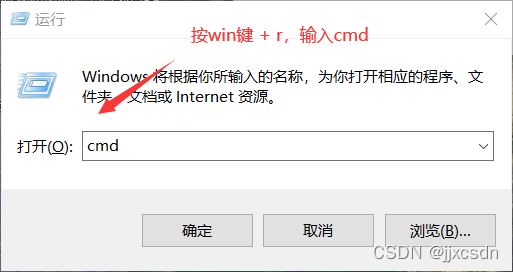 运行
按win键 + r，输入cmd
Windows 将根据你所输入的名称，为你打开相应的程序、文
件夹、文档或 Internet 资源。
打开(O): cmd
确定 取消 浏览(B)...
CSDN @jjxcsdn